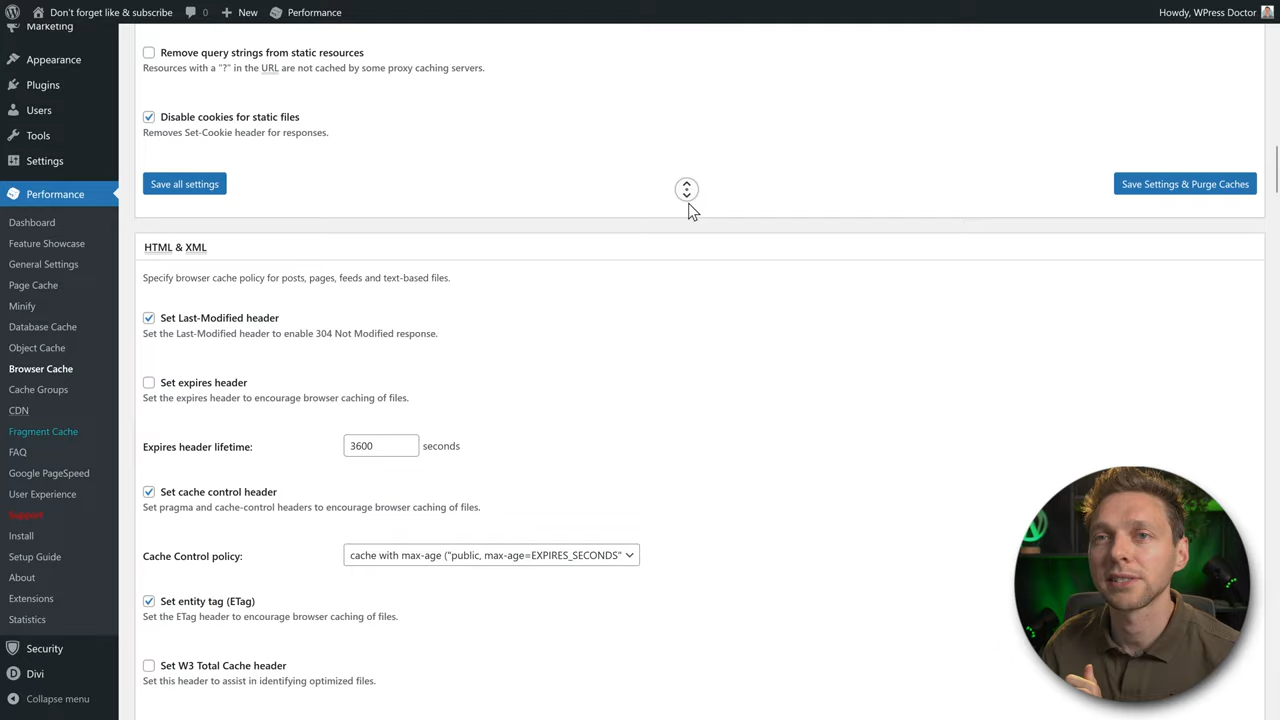 Don't forget like & subscribe
0
New
Performance
Howdy, WPress Doctor
Marketing
Appearance
Plugins
Users
Tools
Settings
Performance
Dashboard
Feature Showcase
General Settings
Page Cache
Minify
Database Cache
Object Cache
Browser Cache
Cache Groups
CDN
Fragment Cache
FAQ
Google PageSpeed
User Experience
Support
Install
Setup Guide
About
Extensions
Statistics
Security
Divi
Collapse menu
Remove query strings from static resources
Resources with a "?" in the URL are not cached by some proxy caching servers.
Disable cookies for static files
Removes Set-Cookie header for responses.
Save all settings
Save Settings & Purge Caches
HTML & XML
Specify browser cache policy for posts, pages, feeds and text-based files.
Set Last-Modified header
Set the Last-Modified header to enable 304 Not Modified response.
Set expires header
Set the expires header to encourage browser caching of files.
Expires header lifetime:
3600
seconds
Set cache control header
Set pragma and cache-control headers to encourage browser caching of files.
Cache Control policy:
cache with max-age ("public, max-age=EXPIRES_SECONDS"
Set entity tag (ETag)
Set the ETag header to encourage browser caching of files.
Set W3 Total Cache header
Set this header to assist in identifying optimized files.